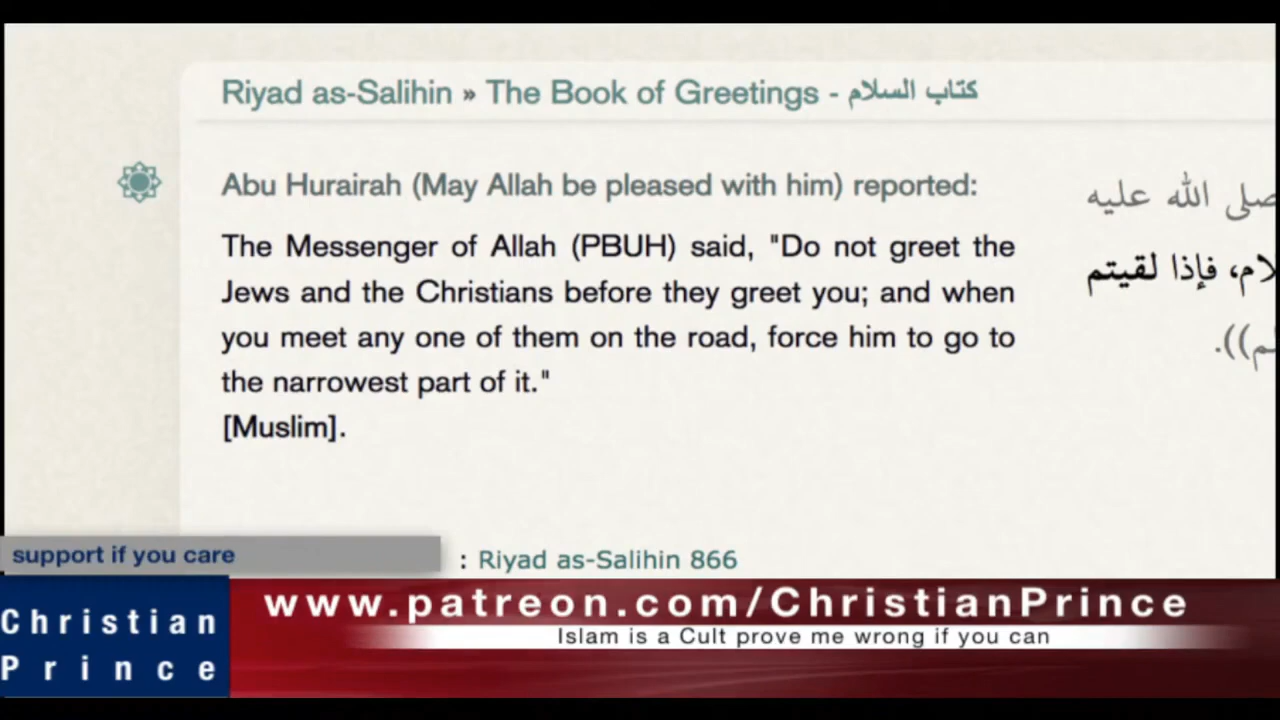 Riyad as-Salihin » The Book of Greetings - كتاب السلام
Abu Hurairah (May Allah be pleased with him) reported:
The Messenger of Allah (PBUH) said, "Do not greet the
Jews and the Christians before they greet you; and when
you meet any one of them on the road, force him to go to
the narrowest part of it."
[Muslim].
صلى الله عليه
فإذا لقيتم
: Riyad as-Salihin 866
support if you care
Christian
Prince
www.patreon.com/ChristianPrince
Islam is a Cult prove me wrong if you can